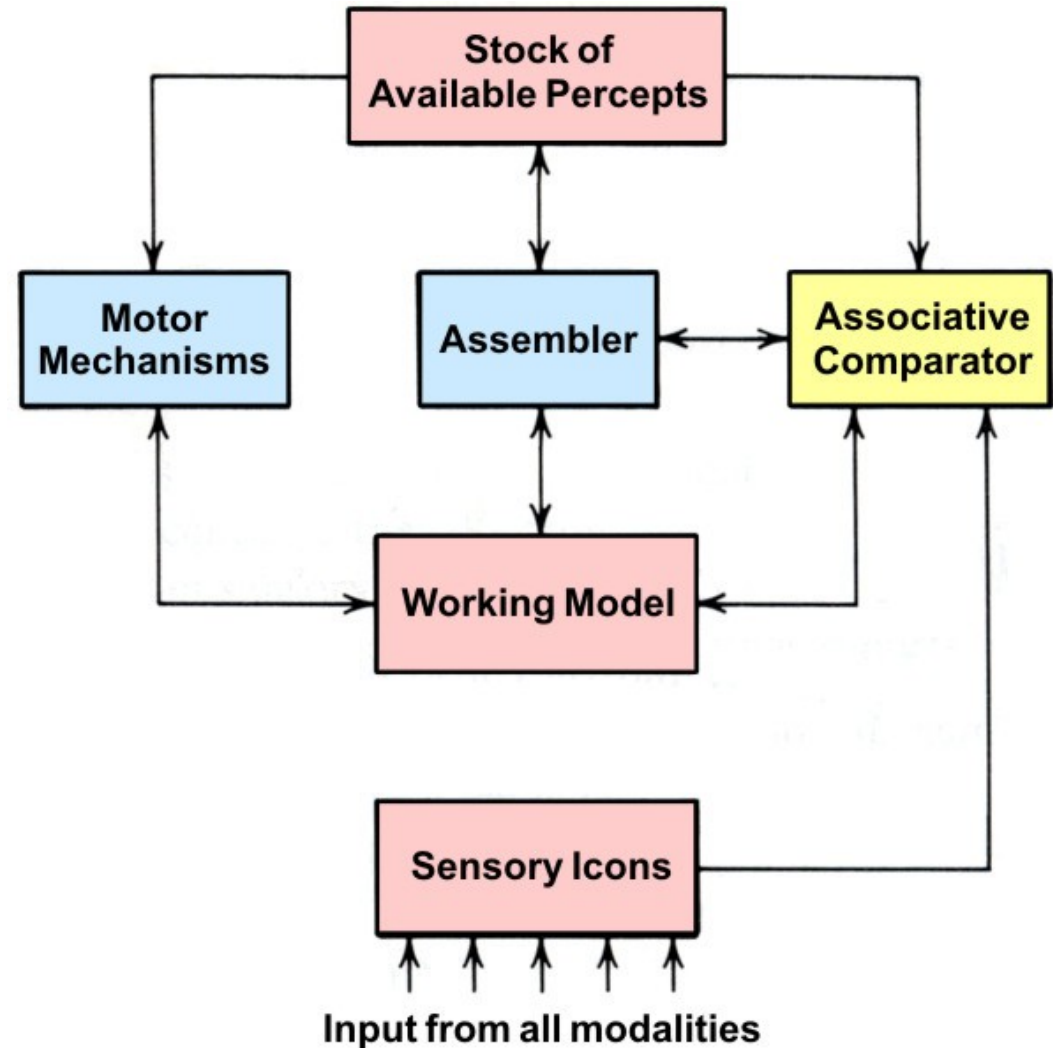 Stock of
Available Percepts
Motor
Mechanisms
Assembler
Associative
Comparator
Working Model
Sensory Icons
Input from all modalities